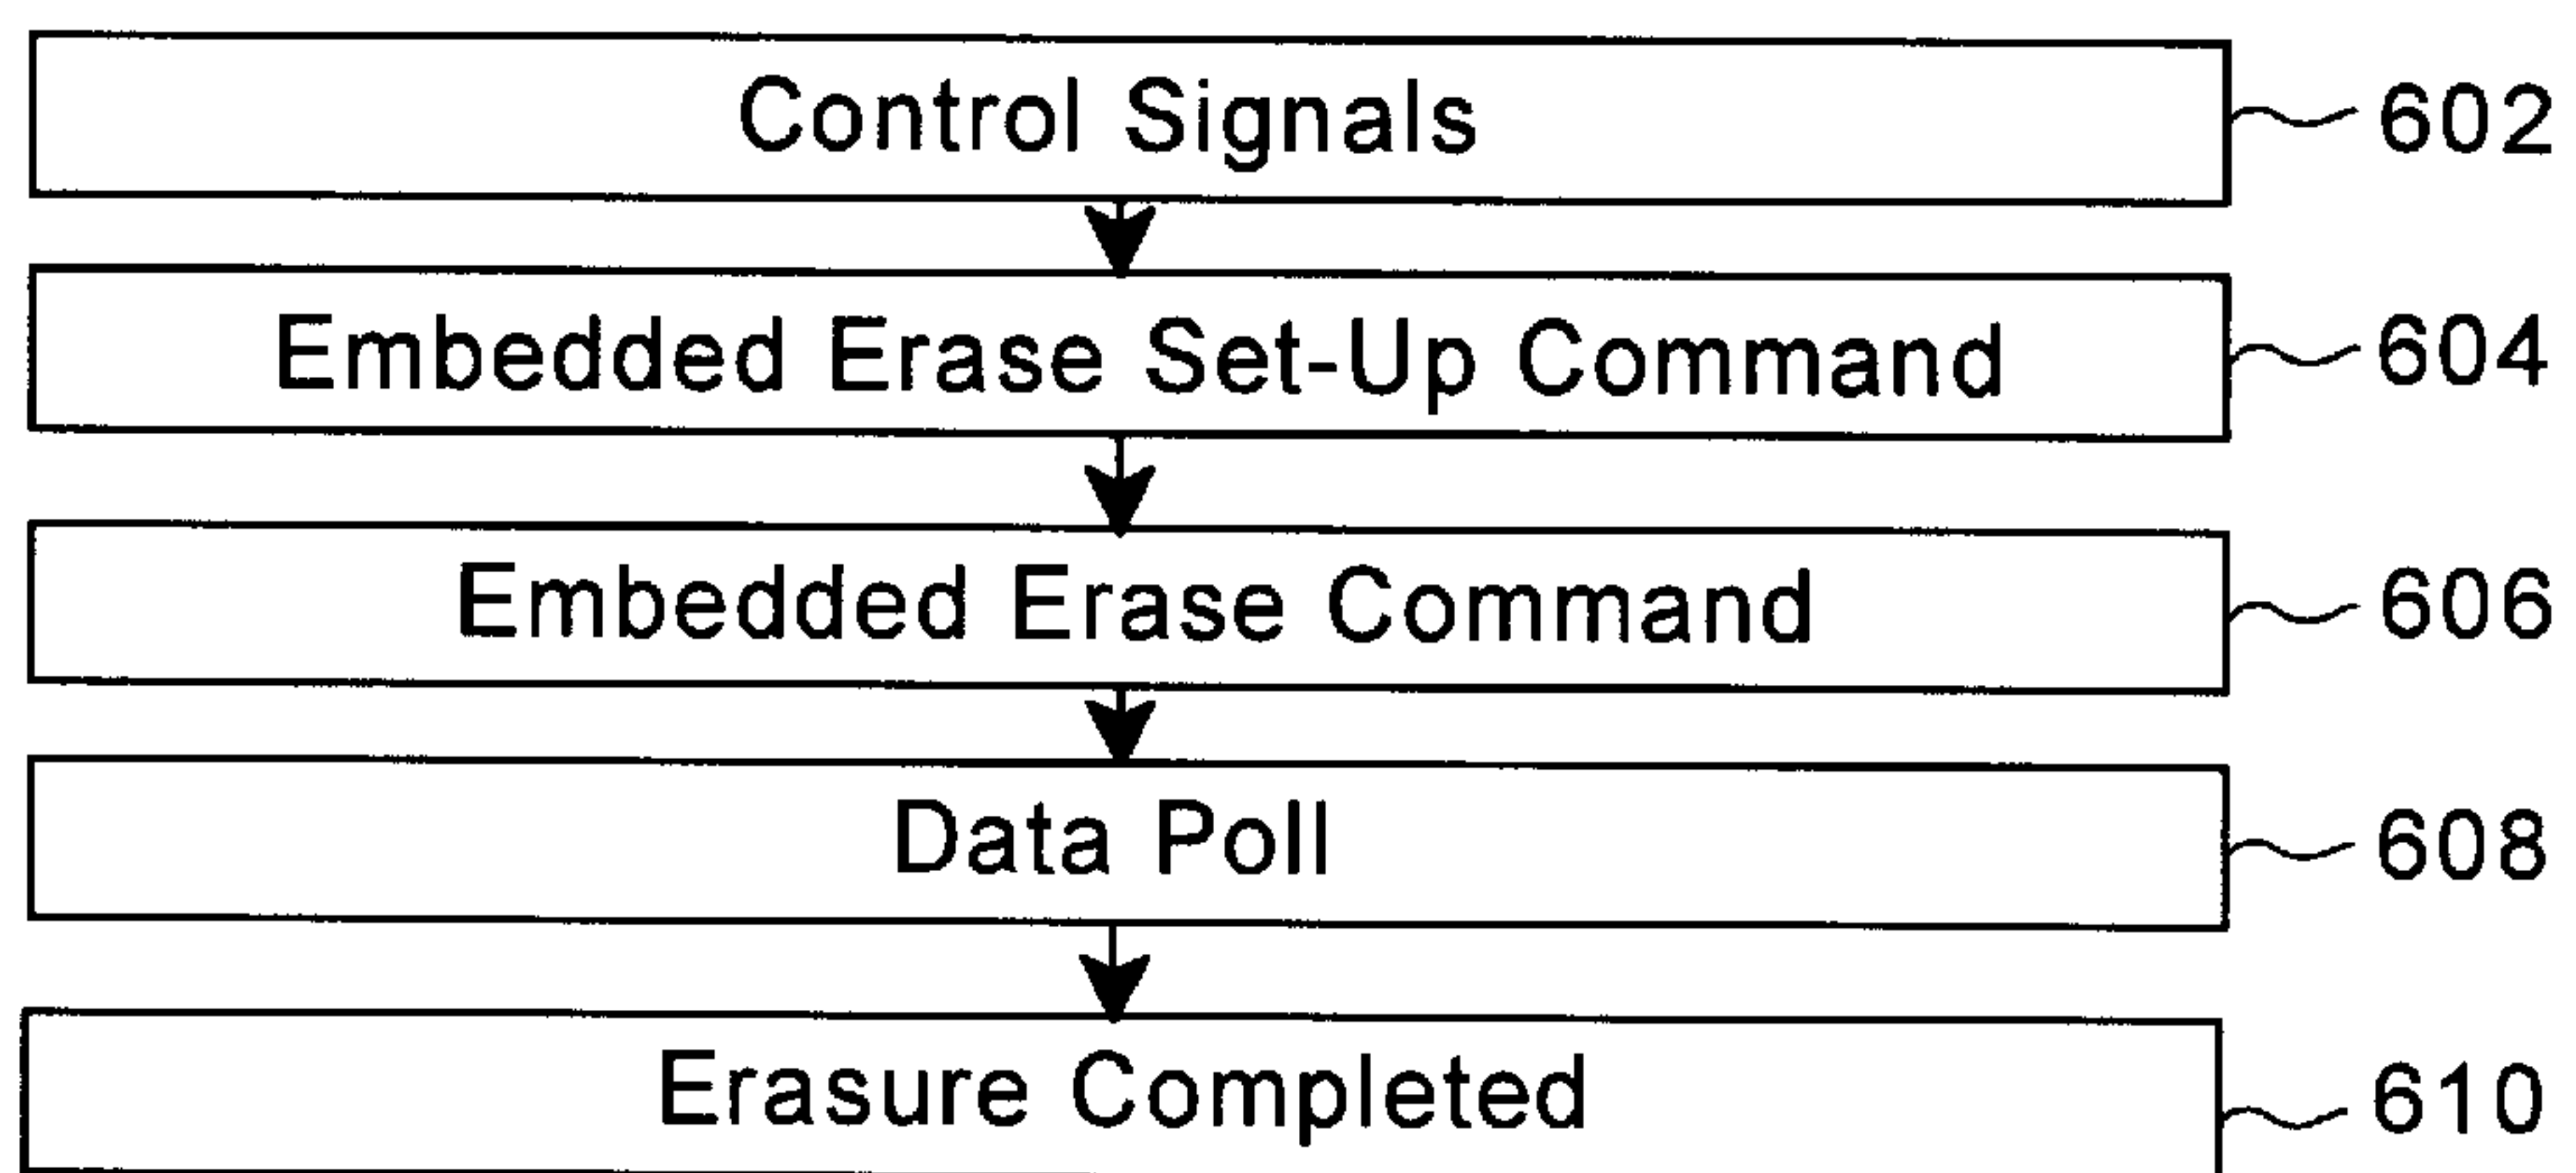 Control Signals 602
Embedded Erase Set-Up Command 604
Embedded Erase Command 606
Data Poll 608
Erasure Completed 610